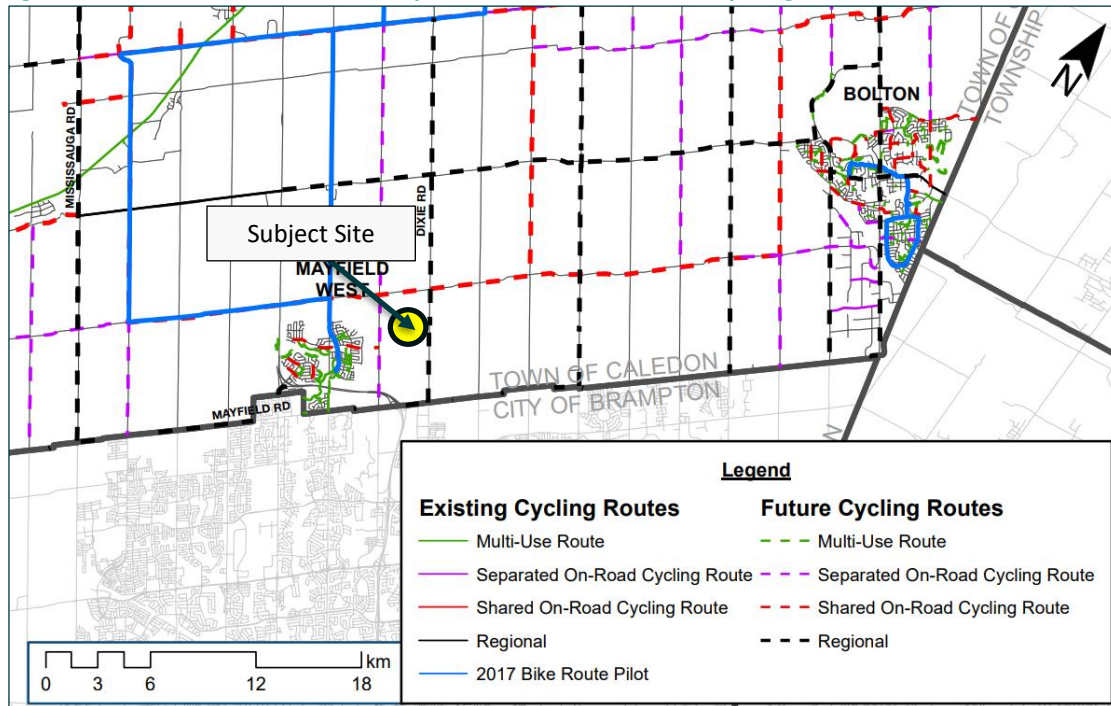 TOWN OF
TOWNSHIP
N
BOLTON
MISSISSAUGA RD
DIXIE RD
Subject Site
MAYFIELD
WEST
TOWN OF CALEDON
CITY OF BRAMPTON
MAYFIELD RD
Legend
Existing Cycling Routes
Multi-Use Route
Separated On-Road Cycling Route
Shared On-Road Cycling Route
Regional
2017 Bike Route Pilot
Future Cycling Routes
Multi-Use Route
Separated On-Road Cycling Route
Shared On-Road Cycling Route
Regional
km
0 3 6 12 18